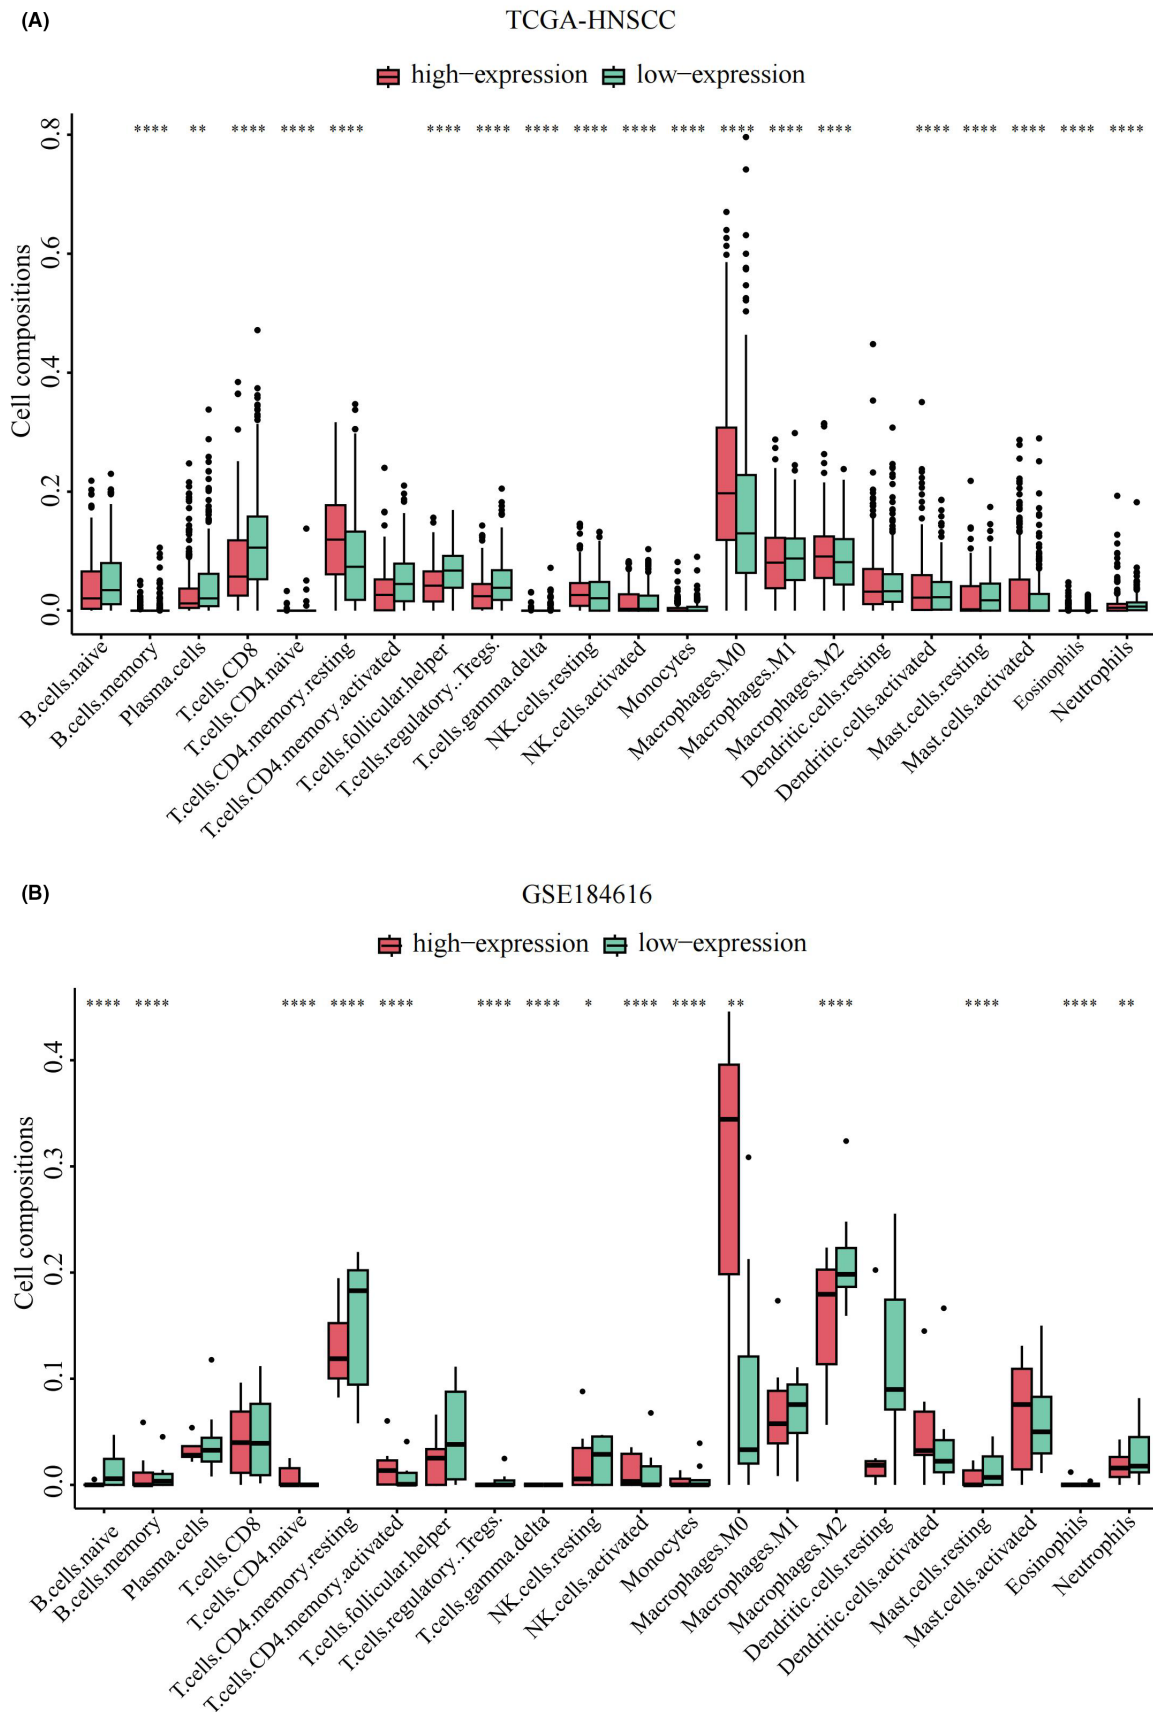 (A)
TCGA-HNSCC
high−expression low−expression
**** ** **** **** **** **** **** **** **** **** **** **** **** **** **** **** **** **** ****
Cell compositions
0.8
0.6
0.4
0.2
0.0
B.cells.naive
B.cells.memory
Plasma.cells
T.cells.CD8
T.cells.CD4.naive
T.cells.CD4.memory.resting
T.cells.CD4.memory.activated
T.cells.follicular.helper
T.cells.regulatory..Tregs.
T.cells.gamma.delta
NK.cells.resting
NK.cells.activated
Monocytes
Macrophages.M0
Macrophages.M1
Macrophages.M2
Dendritic.cells.resting
Dendritic.cells.activated
Mast.cells.resting
Mast.cells.activated
Eosinophils
Neutrophils
(B)
GSE184616
high−expression low−expression
**** **** **** **** **** **** **** * **** **** ** **** **** **** **
Cell compositions
0.4
0.3
0.2
0.1
0.0
B.cells.naive
B.cells.memory
Plasma.cells
T.cells.CD8
T.cells.CD4.naive
T.cells.CD4.memory.resting
T.cells.CD4.memory.activated
T.cells.follicular.helper
T.cells.regulatory..Tregs.
T.cells.gamma.delta
NK.cells.resting
NK.cells.activated
Monocytes
Macrophages.M0
Macrophages.M1
Macrophages.M2
Dendritic.cells.resting
Dendritic.cells.activated
Mast.cells.resting
Mast.cells.activated
Eosinophils
Neutrophils